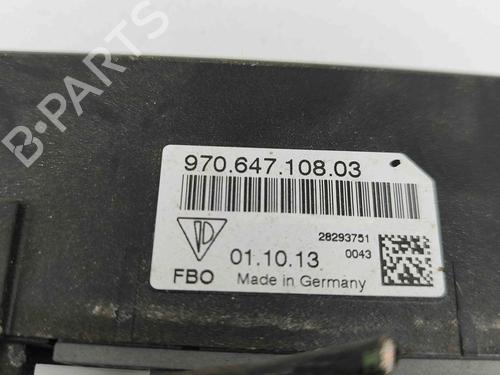 B-PARTS
970.647.108.03
28293751
0043
01.10.13
FBO
Made in Germany